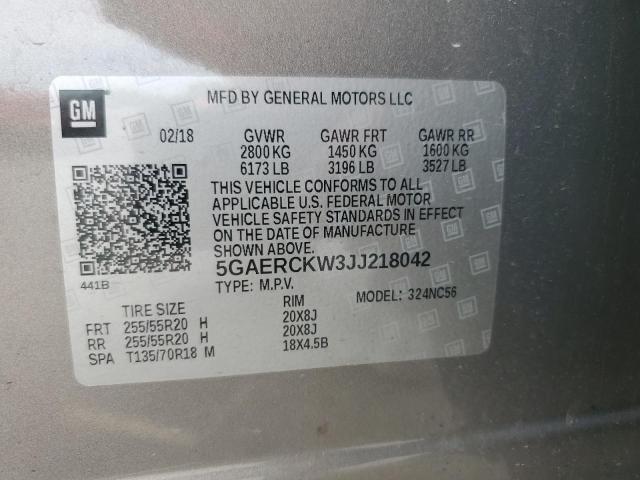 GM
MFD BY GENERAL MOTORS LLC
02/18 GVWR GAWR FRT GAWR RR
2800 KG 1450 KG 1600 KG
6173 LB 3196 LB 3527 LB
THIS VEHICLE CONFORMS TO ALL
APPLICABLE U.S. FEDERAL MOTOR
VEHICLE SAFETY STANDARDS IN EFFECT
ON THE DATE OF MANUFACTURE
SHOWN ABOVE.
5GAERCKW3JJ218042
441B
TYPE: M.P.V. MODEL: 324NC56
TIRE SIZE RIM
FRT 255/55R20 H 20X8J
RR 255/55R20 H 20X8J
SPA T135/70R18 M 18X4.5B